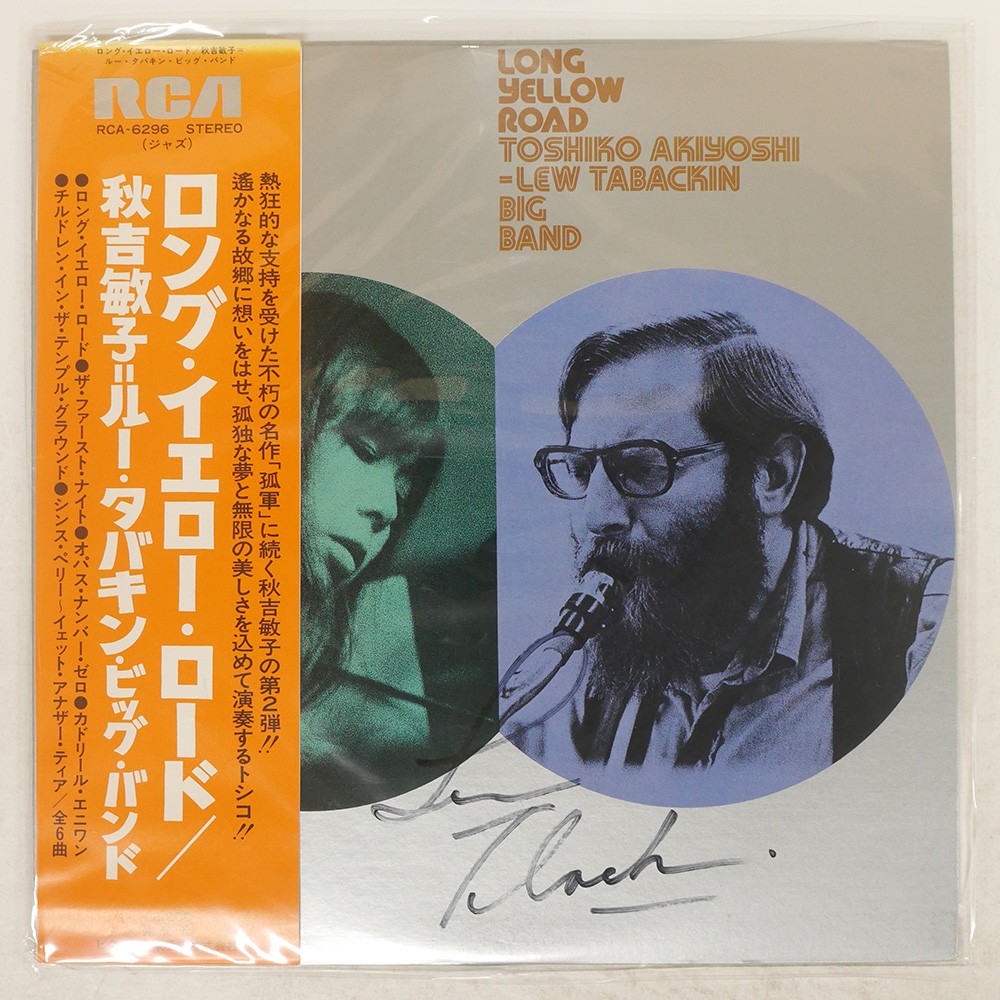 ロング・イエロー・ロード/秋吉敏子=
ルー・タバキン・ビッグ・バンド
RCA
RCA-6296 STEREO
(ジャズ)
熱狂的な支持を受けた不朽の名作「孤軍」に続く秋吉敏子の第2弾!!
遙かなる故郷に想いをはせ、孤独な夢と無限の美しさを込めて演奏するトシコ!!
ロング・イエロー・ロード/
秋吉敏子=ルー・タバキン・ビッグ・バンド
●ロング・イエロー・ロード●ザ・ファースト・ナイト●オパス・ナンバー・ゼロ●カドリール・エニワン
●チルドレン・イン・ザ・テンプル・グラウンド●シンス・ペリー〜イェット・アナザー・ティア/全6曲
LONG
YELLOW
ROAD
TOSHIKO AKIYOSHI
=LEW TABACKIN
BIG
BAND
Lew